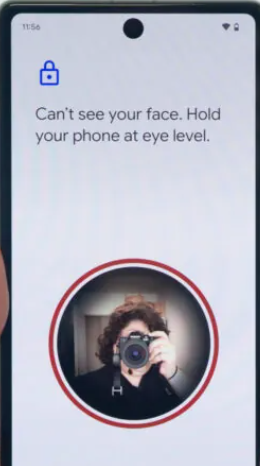 11:56
Can't see your face. Hold
your phone at eye level.